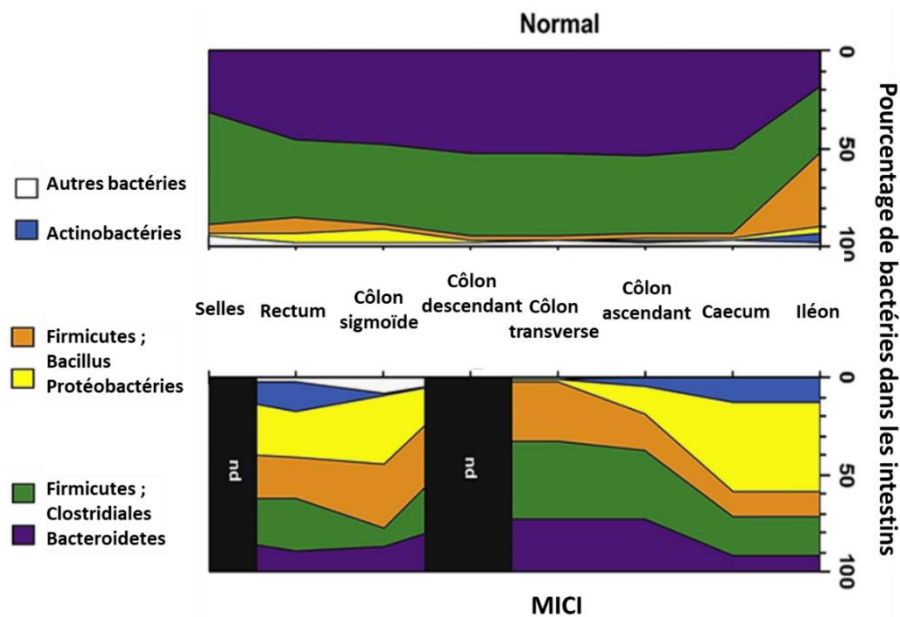 Normal
0
50
100
Pourcentage de bactéries dans les intestins
Autres bactéries
Actinobactéries
Firmicutes ;
Bacillus
Protéobactéries
Firmicutes ;
Clostridiales
Bacteroidetes
Selles
Rectum
Côlon
sigmoïde
Côlon
descendant
Côlon
transverse
Côlon
ascendant
Caecum
Iléon
nd
nd
0
50
100
MICI